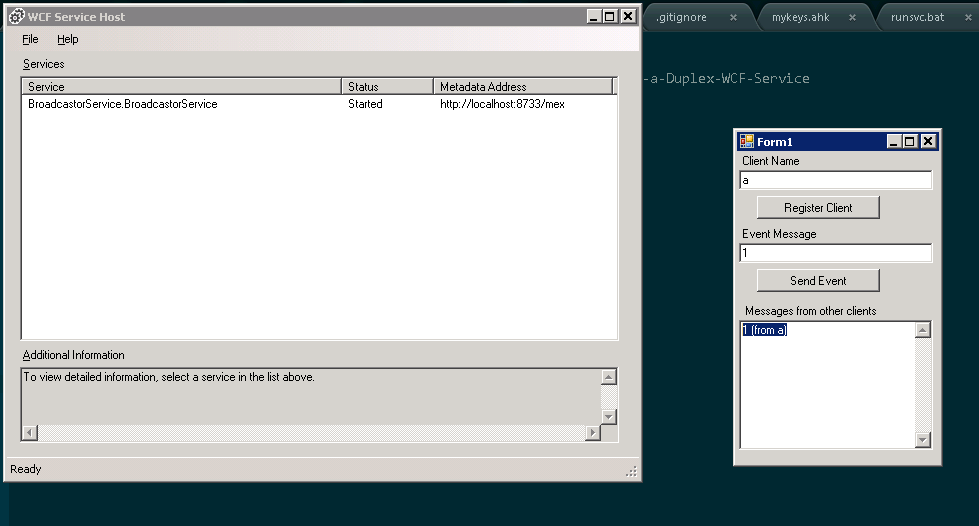 WCF Service Host
File Help
Services
Service Status Metadata Address
BroadcastorService.BroadcastorService Started http://localhost:8733/mex
Additional Information
To view detailed information, select a service in the list above.
Ready
.gitignore × mykeys.ahk × runsvc.bat ×
-a-Duplex-WCF-Service
Form1
Client Name
a
Register Client
Event Message
1
Send Event
Messages from other clients
1 (from a)